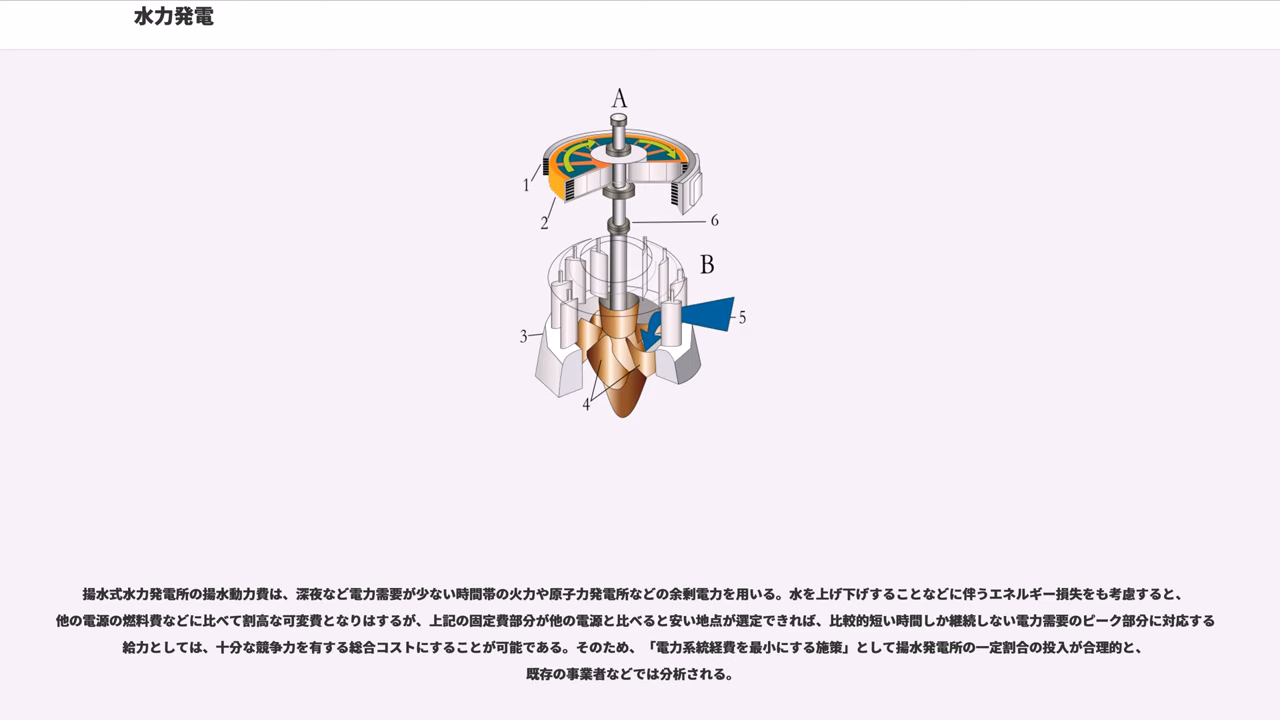 水力発電
A
1
2
6
B
5
3
4
揚水式水力発電所の揚水動力費は、深夜など電力需要が少ない時間帯の火力や原子力発電所などの余剰電力を用いる。水を上げ下げすることなどに伴うエネルギー損失をも考慮すると、
他の電源の燃料費などに比べて割高な可変費となりはするが、上記の固定費部分が他の電源と比べると安い地点が選定できれば、比較的短い時間しか継続しない電力需要のピーク部分に対応する
給力としては、十分な競争力を有する総合コストにすることが可能である。そのため、「電力系統経費を最小にする施策」として揚水発電所の一定割合の投入が合理的と、
既存の事業者などでは分析される。